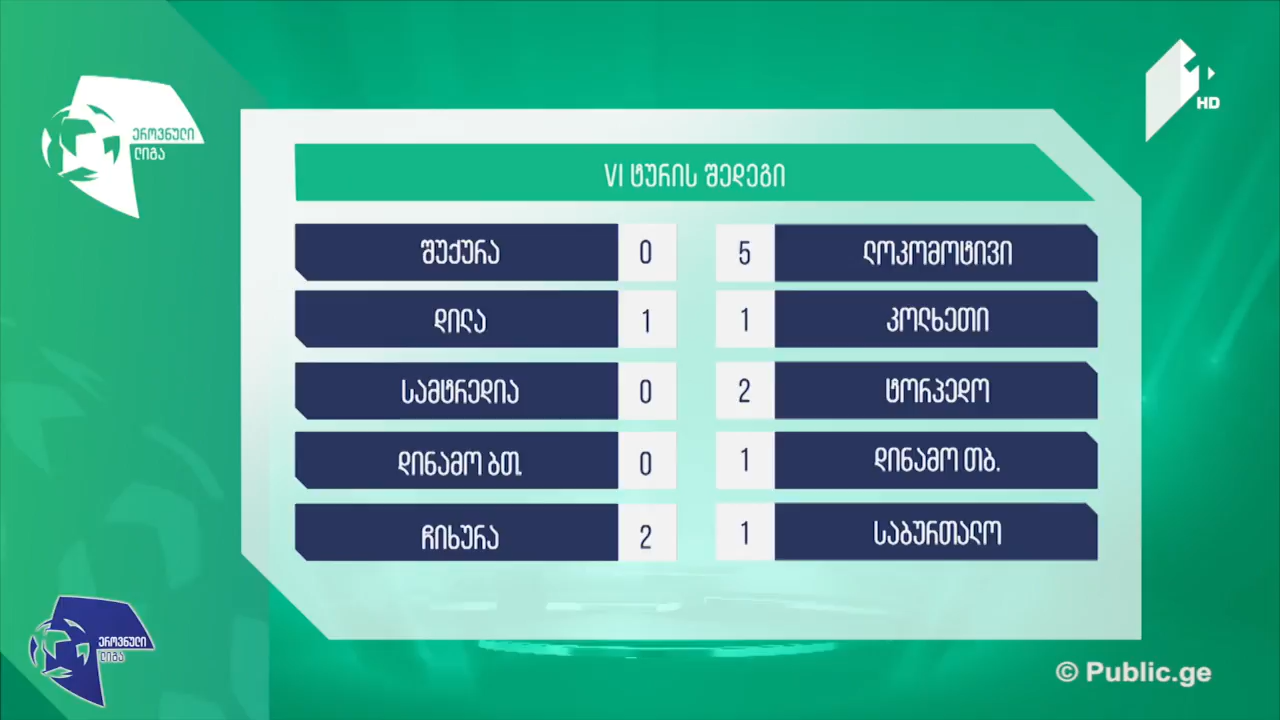 ეროვნული
ლიგა
HD
VI ტურის შედეგი
შუქურა 0 5 ლოკომოტივი
დილა 1 1 კოლხეთი
სამტრედია 0 2 ტორპედო
დინამო ბთ. 0 1 დინამო თბ.
ჩიხურა 2 1 საბურთალო
ეროვნული
ლიგა
© Public.ge